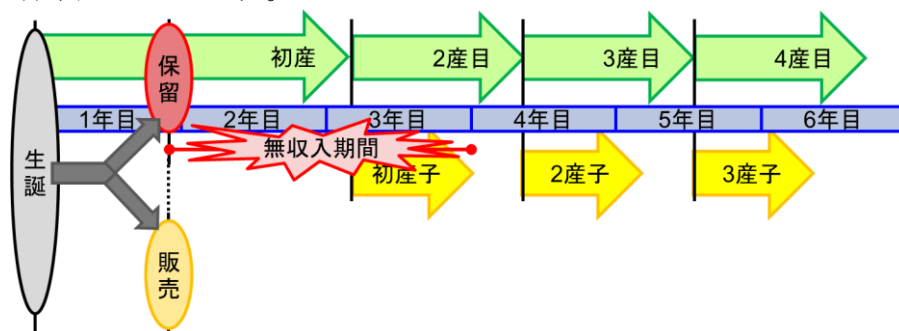 初産
2産目
3産目
4産目
保留
1年目
2年目
3年目
4年目
5年目
6年目
生誕
無収入期間
初産子
2産子
3産子
販売